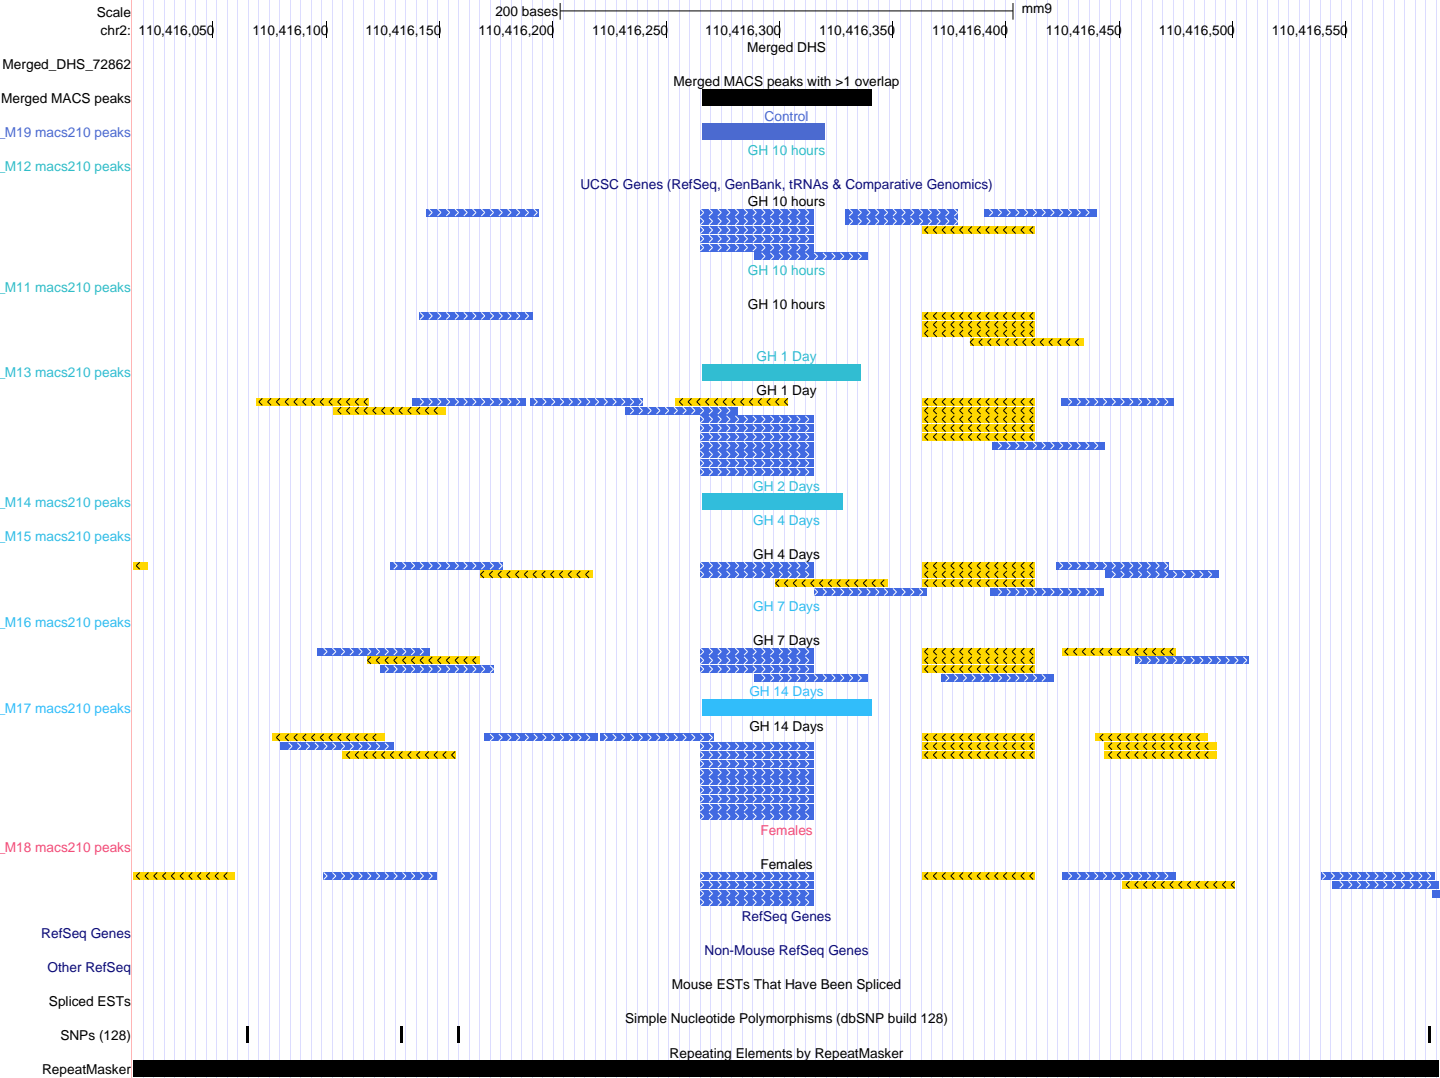 Scale 200 bases mm9
chr2: 110,416,050 110,416,100 110,416,150 110,416,200 110,416,250 110,416,300 110,416,350 110,416,400 110,416,450 110,416,500 110,416,550
Merged DHS
Merged_DHS_72862
Merged MACS peaks with >1 overlap
Merged MACS peaks
Control
_M19 macs210 peaks
GH 10 hours
_M12 macs210 peaks
UCSC Genes (RefSeq, GenBank, tRNAs & Comparative Genomics)
GH 10 hours
GH 10 hours
_M11 macs210 peaks
GH 10 hours
GH 1 Day
_M13 macs210 peaks
GH 1 Day
GH 2 Days
_M14 macs210 peaks
GH 4 Days
_M15 macs210 peaks
GH 4 Days
GH 7 Days
_M16 macs210 peaks
GH 7 Days
GH 14 Days
_M17 macs210 peaks
GH 14 Days
Females
_M18 macs210 peaks
Females
RefSeq Genes
RefSeq Genes
Non-Mouse RefSeq Genes
Other RefSeq
Mouse ESTs That Have Been Spliced
Spliced ESTs
Simple Nucleotide Polymorphisms (dbSNP build 128)
SNPs (128)
Repeating Elements by RepeatMasker
RepeatMasker